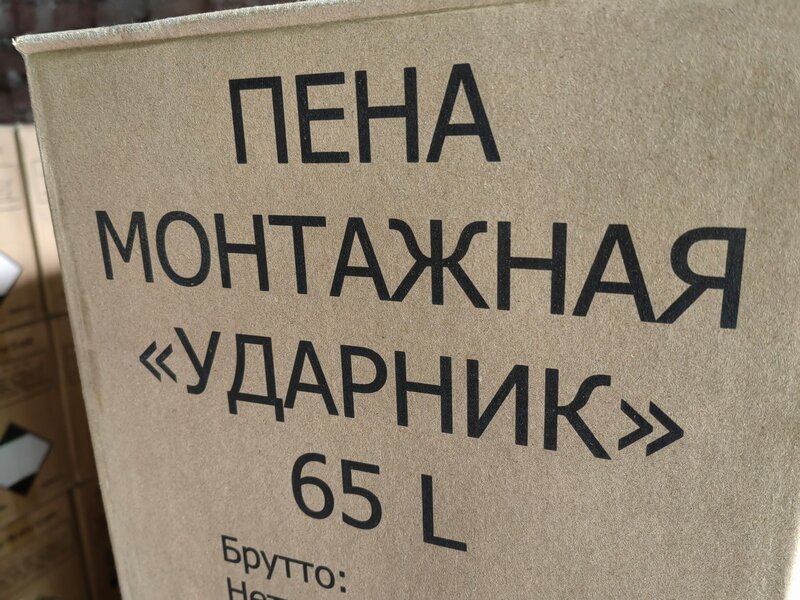 ПЕНА
МОНТАЖНАЯ
«УДАРНИК»
65 L
Брутто: